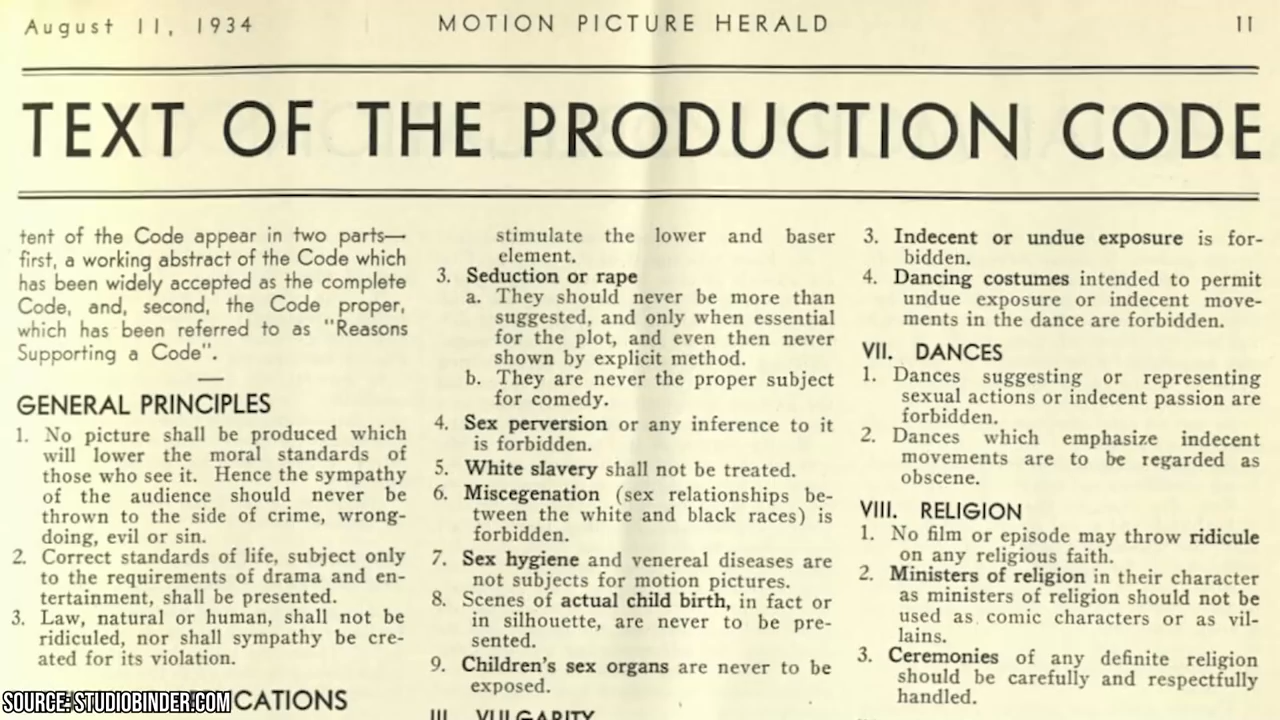 August 11, 1934
MOTION PICTURE HERALD
11
TEXT OF THE PRODUCTION CODE
tent of the Code appear in two parts—
first, a working abstract of the Code which
has been widely accepted as the complete
Code, and, second, the Code proper,
which has been referred to as "Reasons
Supporting a Code".
GENERAL PRINCIPLES
1. No picture shall be produced which
will lower the moral standards of
those who see it. Hence the sympathy
of the audience should never be
thrown to the side of crime, wrong-
doing, evil or sin.
2. Correct standards of life, subject only
to the requirements of drama and en-
tertainment, shall be presented.
3. Law, natural or human, shall not be
ridiculed, nor shall sympathy be cre-
ated for its violation.
CATIONS
stimulate the lower and baser
element.
3. Seduction or rape
a. They should never be more than
suggested, and only when essential
for the plot, and even then never
shown by explicit method.
b. They are never the proper subject
for comedy.
4. Sex perversion or any inference to it
is forbidden.
5. White slavery shall not be treated.
6. Miscegenation (sex relationships be-
tween the white and black races) is
forbidden.
7. Sex hygiene and venereal diseases are
not subjects for motion pictures.
8. Scenes of actual child birth, in fact or
in silhouette, are never to be pre-
sented.
9. Children's sex organs are never to be
exposed.
III. VULGARITY
3. Indecent or undue exposure is for-
bidden.
4. Dancing costumes intended to permit
undue exposure or indecent move-
ments in the dance are forbidden.
VII. DANCES
1. Dances suggesting or representing
sexual actions or indecent passion are
forbidden.
2. Dances which emphasize indecent
movements are to be regarded as
obscene.
VIII. RELIGION
1. No film or episode may throw ridicule
on any religious faith.
2. Ministers of religion in their character
as ministers of religion should not be
used as comic characters or as vil-
lains.
3. Ceremonies of any definite religion
should be carefully and respectfully
handled.
SOURCE: STUDIOBINDER.COM